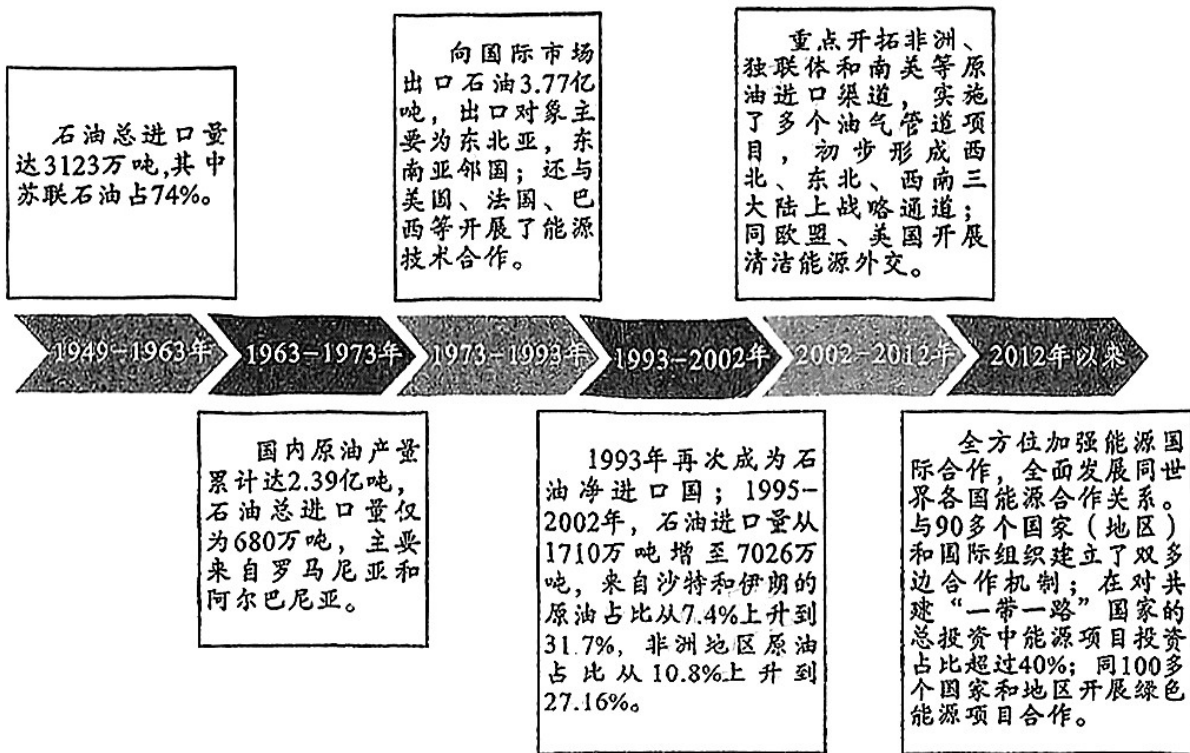 石油总进口量
达3123万吨,其中
苏联石油占74%。
向国际市场
出口石油3.77亿
吨，出口对象主
要为东北亚，东
南亚邻国；还与
美国、法国、巴
西等开展了能源
技术合作。
重点开拓非洲、
独联体和南美等原
油进口渠道，实施
了多个油气管道项
目，初步形成西
北、东北、西南三
大陆上战略通道；
同欧盟、美国开展
清洁能源外交。
1949-1963年
1963-1973年
1973-1993年
1993-2002年
2002-2012年
2012年以来
国内原油产量
累计达2.39亿吨，
石油总进口量仅
为680万吨，主要
来自罗马尼亚和
阿尔巴尼亚。
1993年再次成为石
油净进口国；1995-
2002年，石油进口量从
1710万吨增至7026万
吨，来自沙特和伊朗的
原油占比从7.4%上升到
31.7%，非洲地区原油
占比从10.8%上升到
27.16%。
全方位加强能源国
际合作，全面发展同世
界各国能源合作关系。
与90多个国家（地区）
和国际组织建立了双多
边合作机制；在对共
建“一带一路”国家的
总投资中能源项目投资
占比超过40%；同100多
个国家和地区开展绿色
能源项目合作。